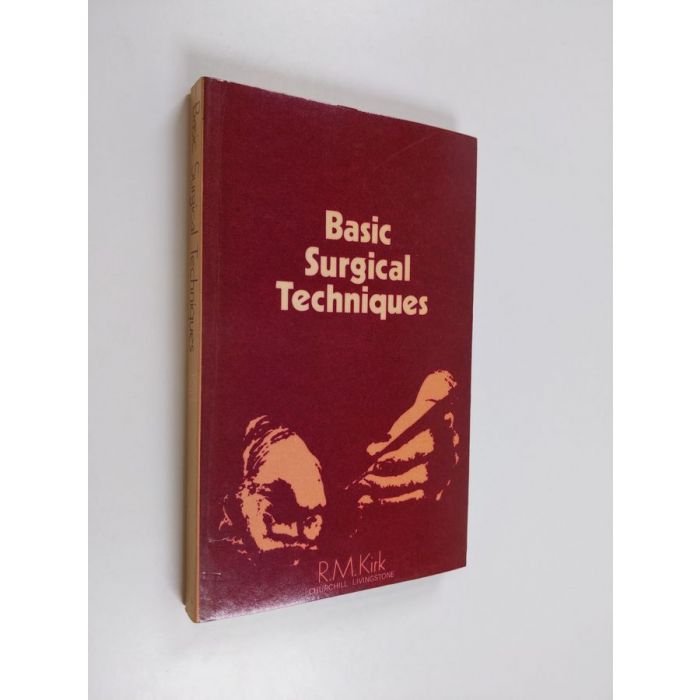 Basic Surgical Techniques
Basic
Surgical
Techniques
R.M.Kirk
CHURCHILL LIVINGSTONE